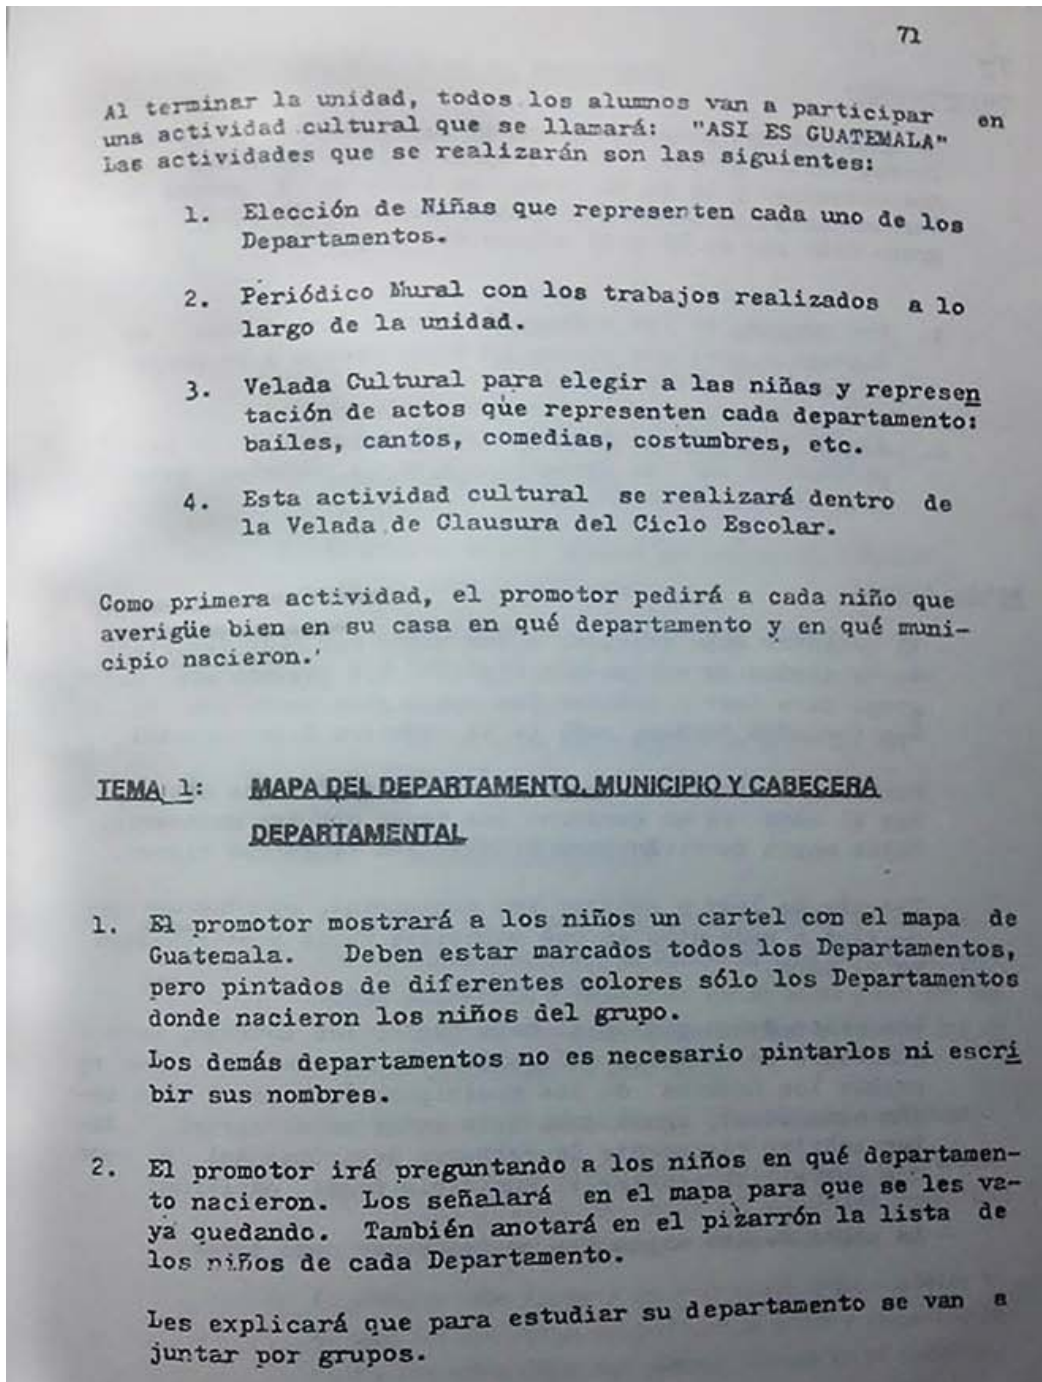 71
Al terminar la unidad, todos los alumnos van a participar en
una actividad cultural que se llamará: "ASI ES GUATEMALA"
Las actividades que se realizarán son las siguientes:
1. Elección de Niñas que representen cada uno de los
Departamentos.
2. Periódico Mural con los trabajos realizados a lo
largo de la unidad.
3. Velada Cultural para elegir a las niñas y represen
tación de actos que representen cada departamento:
bailes, cantos, comedias, costumbres, etc.
4. Esta actividad cultural se realizará dentro de
la Velada de Clausura del Ciclo Escolar.
Como primera actividad, el promotor pedirá a cada niño que
averigüe bien en su casa en qué departamento y en qué muni-
cipio nacieron.
TEMA 1: MAPA DEL DEPARTAMENTO, MUNICIPIO Y CABECERA
DEPARTAMENTAL
1. El promotor mostrará a los niños un cartel con el mapa de
Guatemala. Deben estar marcados todos los Departamentos,
pero pintados de diferentes colores sólo los Departamentos
donde nacieron los niños del grupo.
Los demás departamentos no es necesario pintarlos ni escri
bir sus nombres.
2. El promotor irá preguntando a los niños en qué departamen-
to nacieron. Los señalará en el mapa para que se les va-
ya quedando. También anotará en el pizarrón la lista de
los niños de cada Departamento.
Les explicará que para estudiar su departamento se van a
juntar por grupos.